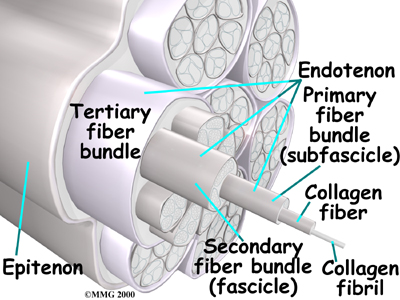 Endotenon
Primary
fiber
bundle
(subfascicle)
Tertiary
fiber
bundle
Collagen
fiber
Secondary
fiber bundle
(fascicle)
Collagen
fibril
Epitenon
©MMG 2000